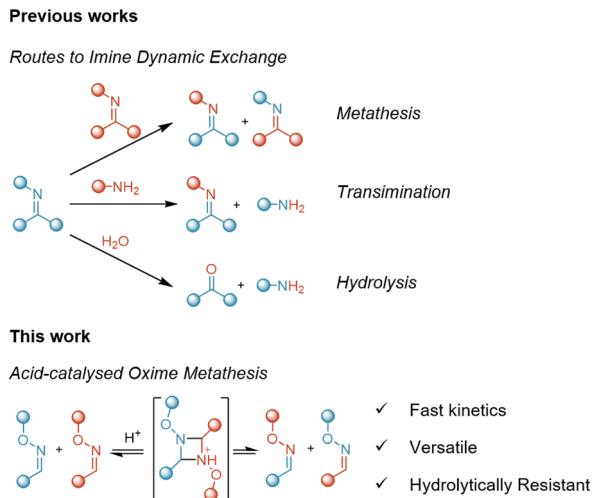 Previous works
Routes to Imine Dynamic Exchange
N
N
N
+
Metathesis
N
NH2
N
+
NH2
Transimination
H2O
O
+
NH2
Hydrolysis
This work
Acid-catalysed Oxime Metathesis
O
N
+
O
N
H+
O
N
+
NH
O
O
N
+
O
N
✓ Fast kinetics
✓ Versatile
✓ Hydrolytically Resistant